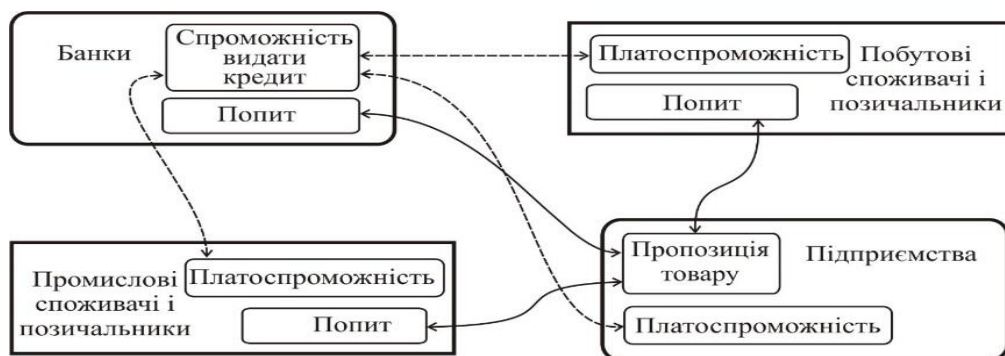 Банки
Спроможність
видати
кредит
Попит
Платоспроможність
Попит
Побутові
споживачі і
позичальники
Промислові
споживачі і
позичальники
Платоспроможність
Попит
Пропозиція
товару
Підприємства
Платоспроможність